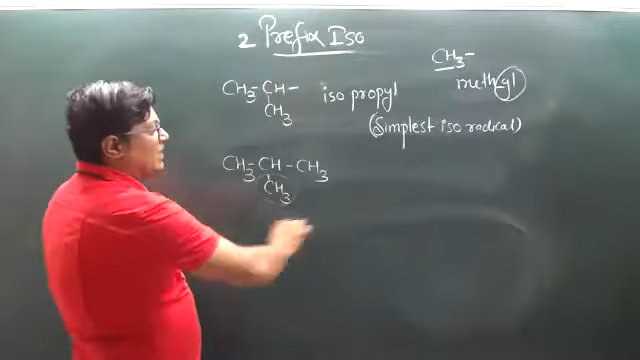 2 Prefix Iso
CH3-
methyl
CH3-CH-
CH3
iso propyl
(Simplest iso radical)
CH3-CH-CH3
CH3